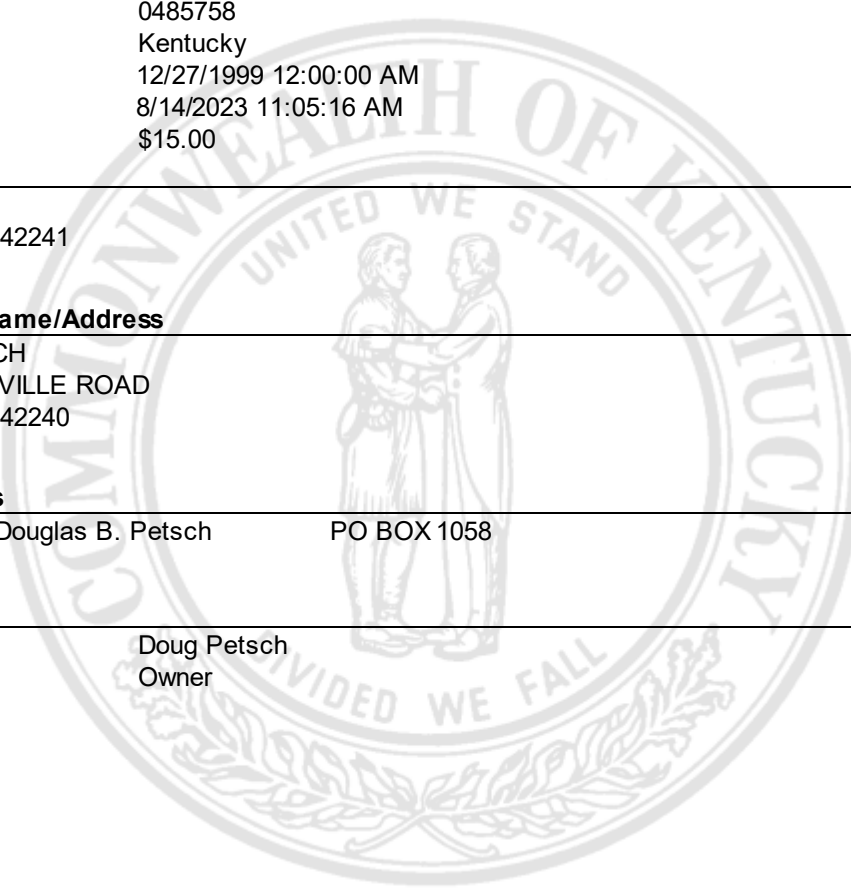 0485758
Kentucky
12/27/1999 12:00:00 AM
8/14/2023 11:05:16 AM
$15.00
42241
ame/Address
CH
VILLE ROAD
42240
s
Douglas B. Petsch PO BOX 1058
Doug Petsch
Owner
COMMONWEALTH OF KENTUCKY
UNITED WE STAND
DIVIDED WE FALL